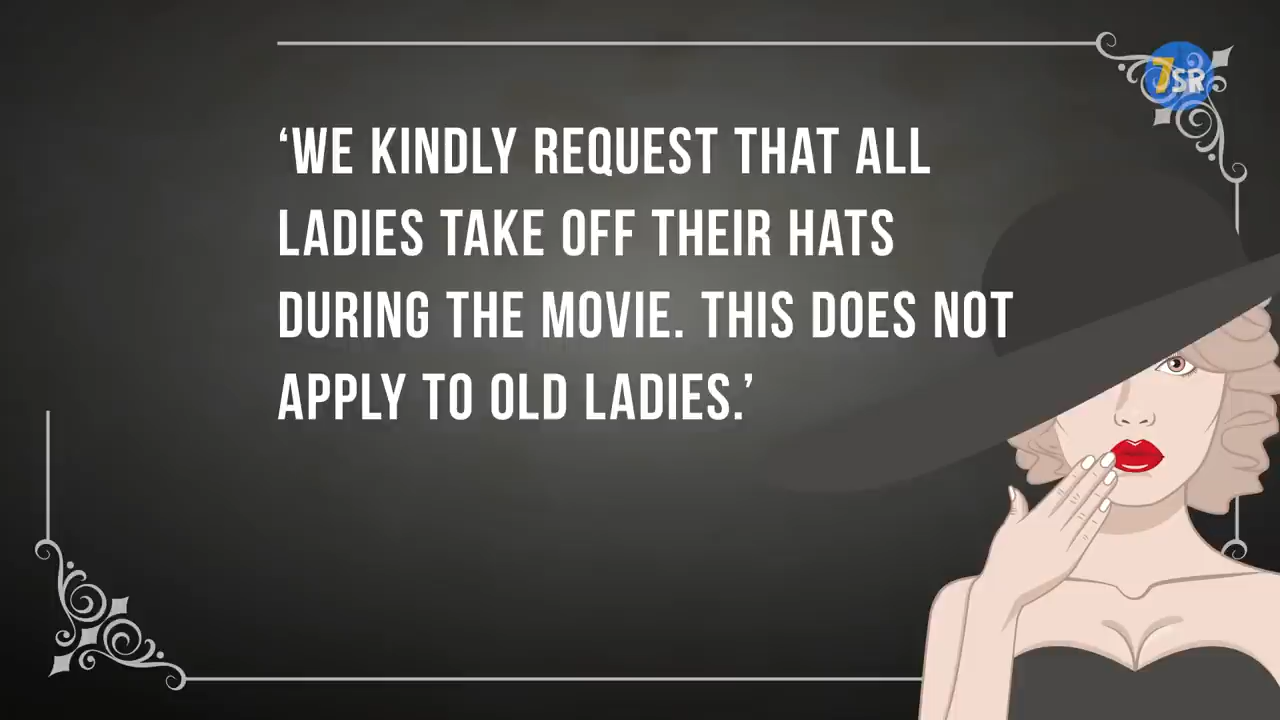 7SR
‘WE KINDLY REQUEST THAT ALL
LADIES TAKE OFF THEIR HATS
DURING THE MOVIE. THIS DOES NOT
APPLY TO OLD LADIES.’